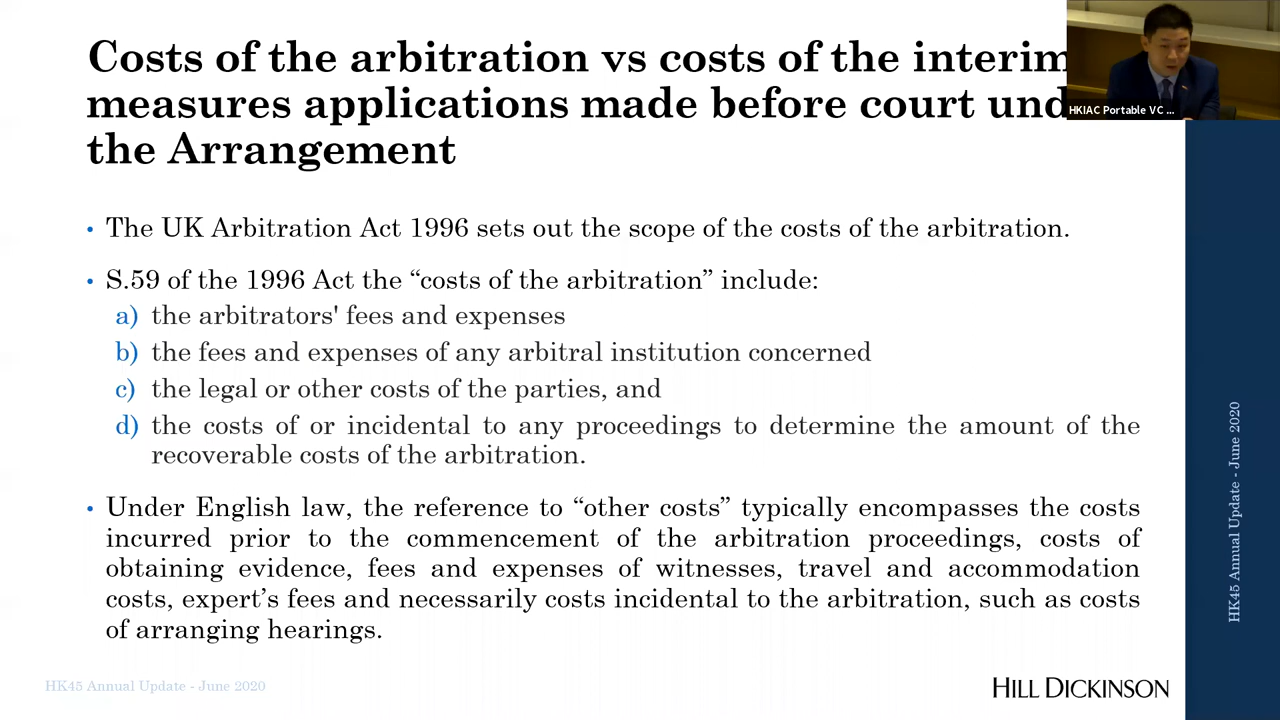 Costs of the arbitration vs costs of the interim
measures applications made before court und
the Arrangement
HKIAC Portable VC ...
• The UK Arbitration Act 1996 sets out the scope of the costs of the arbitration.
• S.59 of the 1996 Act the “costs of the arbitration” include:
a) the arbitrators' fees and expenses
b) the fees and expenses of any arbitral institution concerned
c) the legal or other costs of the parties, and
d) the costs of or incidental to any proceedings to determine the amount of the
recoverable costs of the arbitration.
• Under English law, the reference to “other costs” typically encompasses the costs
incurred prior to the commencement of the arbitration proceedings, costs of
obtaining evidence, fees and expenses of witnesses, travel and accommodation
costs, expert’s fees and necessarily costs incidental to the arbitration, such as costs
of arranging hearings.
HK45 Annual Update - June 2020
HK45 Annual Update - June 2020
HILL DICKINSON